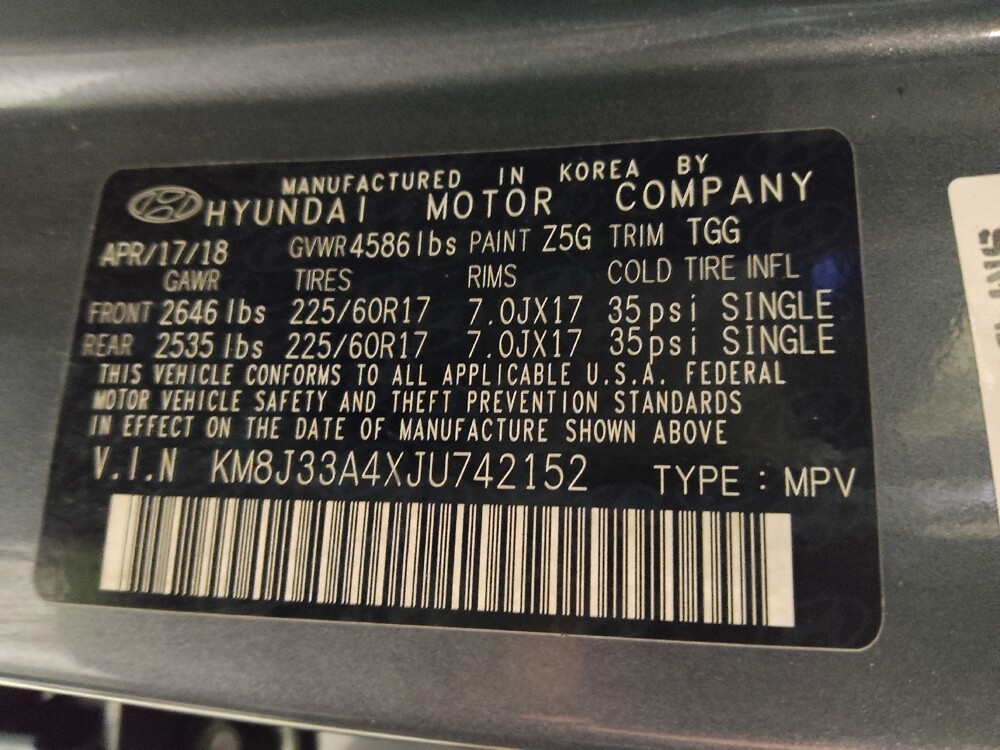 MANUFACTURED IN KOREA BY
HYUNDAI MOTOR COMPANY
APR/17/18 GVWR 4586 lbs PAINT Z5G TRIM TGG
GAWR TIRES RIMS COLD TIRE INFL
FRONT 2646 lbs 225/60R17 7.0JX17 35psi SINGLE
REAR 2535 lbs 225/60R17 7.0JX17 35psi SINGLE
THIS VEHICLE CONFORMS TO ALL APPLICABLE U.S.A. FEDERAL
MOTOR VEHICLE SAFETY AND THEFT PREVENTION STANDARDS
IN EFFECT ON THE DATE OF MANUFACTURE SHOWN ABOVE
V.I.N KM8J33A4XJU742152 TYPE : MPV